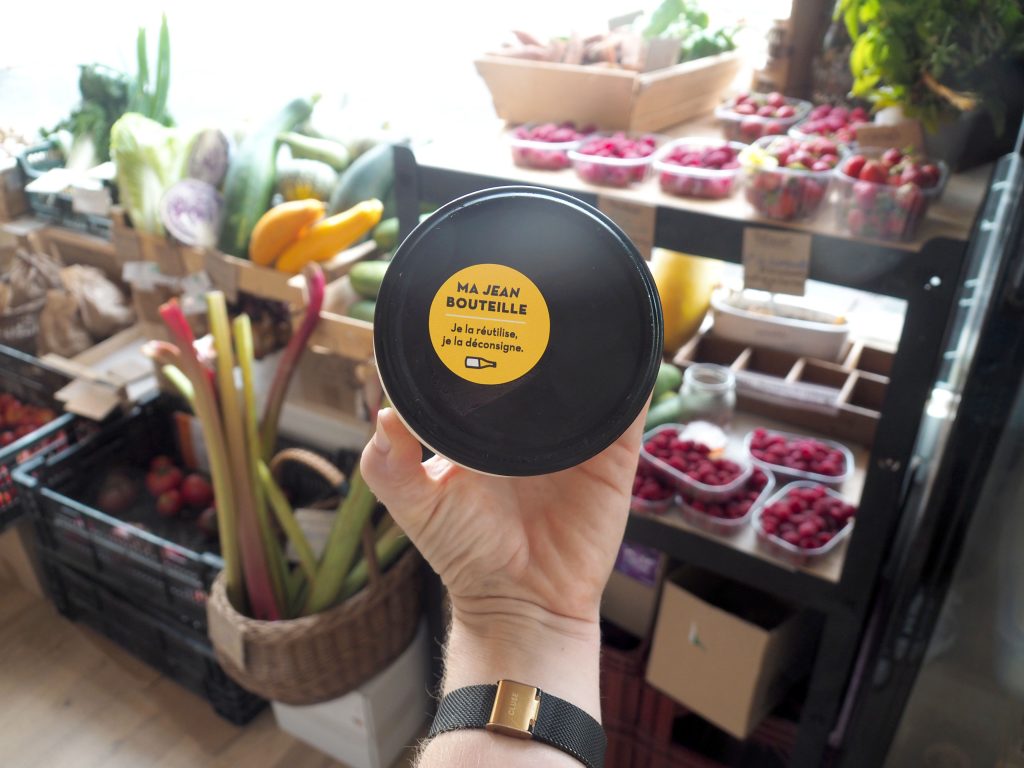 MA JEAN
BOUTEILLE
Je la réutilise,
je la déconsigne.
CLUSE